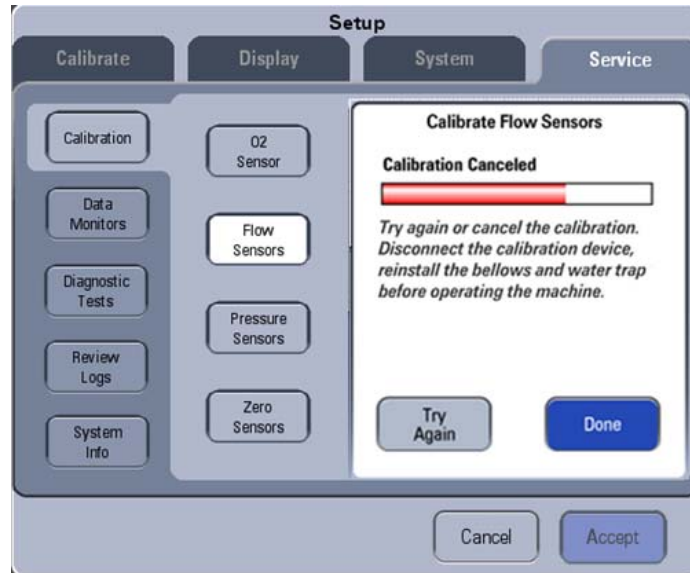 Setup
Calibrate
Display
System
Service
Calibration
Data
Monitors
Diagnostic
Tests
Review
Logs
System
Info
O2
Sensor
Flow
Sensors
Pressure
Sensors
Zero
Sensors
Calibrate Flow Sensors
Calibration Canceled
Try again or cancel the calibration.
Disconnect the calibration device,
reinstall the bellows and water trap
before operating the machine.
Try
Again
Done
Cancel
Accept